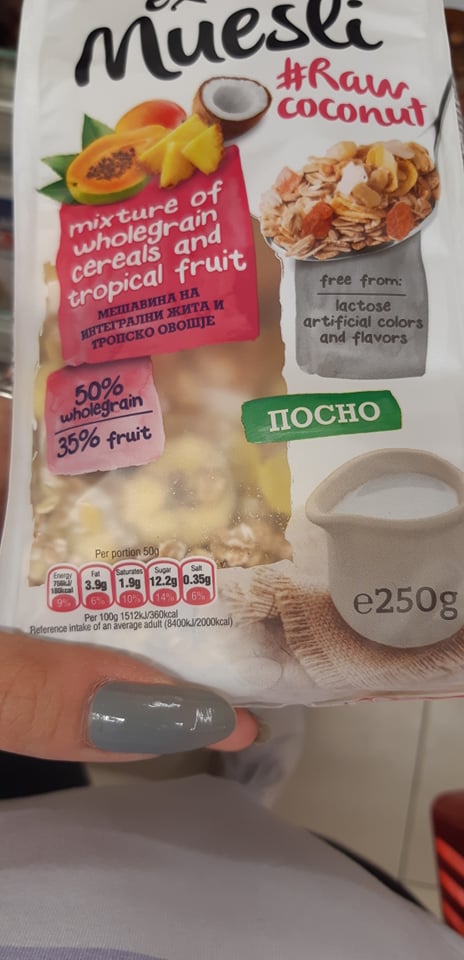 Muesli
#Raw
coconut
mixture of
wholegrain
cereals and
tropical fruit
МЕШАВИНА НА
ИНТЕГРАЛНИ ЖИТА И
ТРОПСКО ОВОШЈЕ
free from:
lactose
artificial colors
and flavors
50%
wholegrain
35% fruit
ПОСНО
Per portion 50g
Energy
756kJ/
180kcal
9%
Fat
3.9g
6%
Saturates
1.9g
10%
Sugar
12.2g
14%
Salt
0.35g
6%
Per 100g 1512kJ/360kcal
Reference intake of an average adult (8400kJ/2000kcal)
e250g